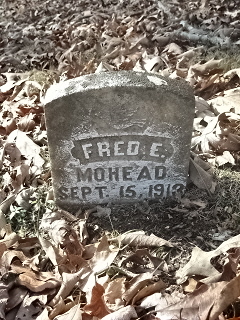 FRED. E.
MOHEAD
SEPT. 15, 1913